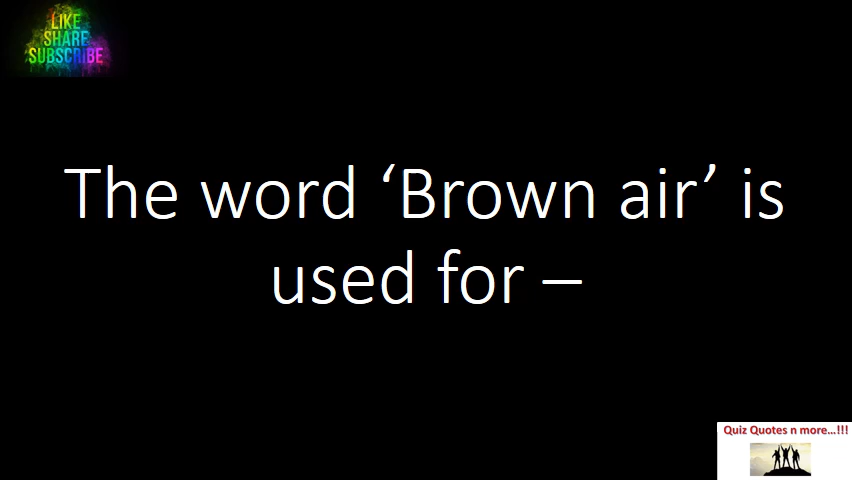 LIKE
SHARE
SUBSCRIBE
The word ‘Brown air’ is
used for –
Quiz Quotes n more...!!!